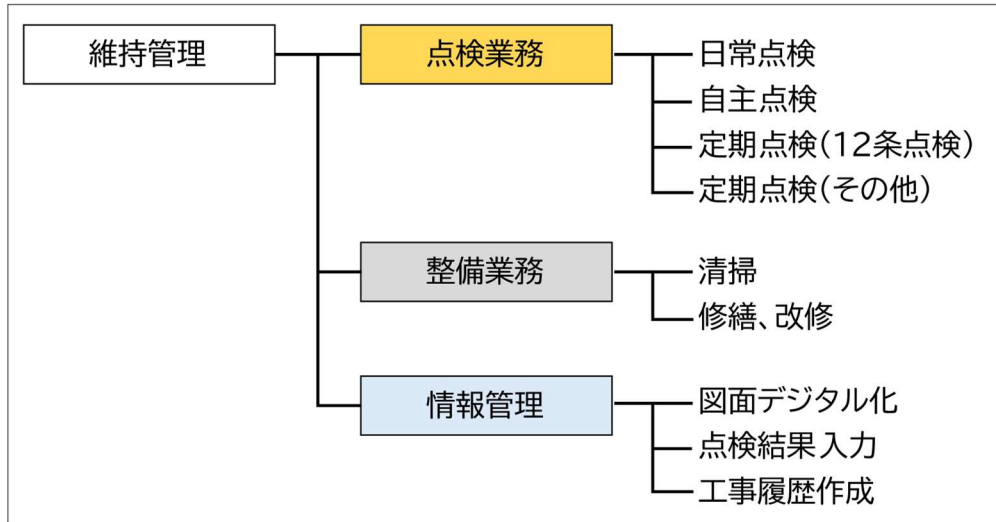 維持管理
点検業務
日常点検
自主点検
定期点検(12条点検)
定期点検(その他)
整備業務
清掃
修繕、改修
情報管理
図面デジタル化
点検結果入力
工事履歴作成